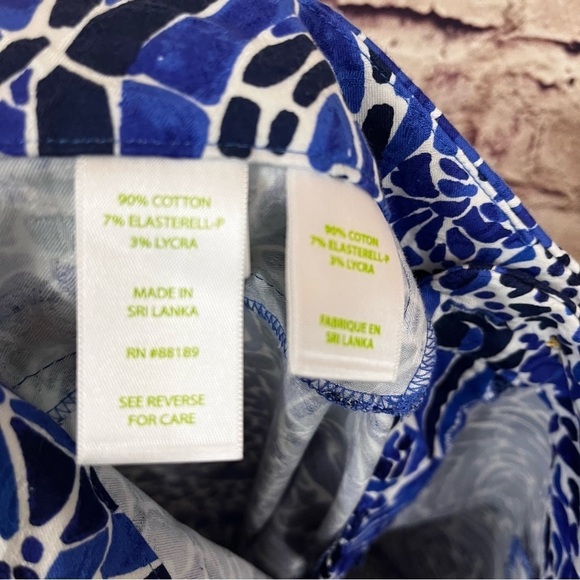 90% COTTON
7% ELASTERELL-P
3% LYCRA
MADE IN
SRI LANKA
RN #88189
SEE REVERSE
FOR CARE
90% COTTON
7% ELASTERELL-P
3% LYCRA
FABRIQUE EN
SRI LANKA